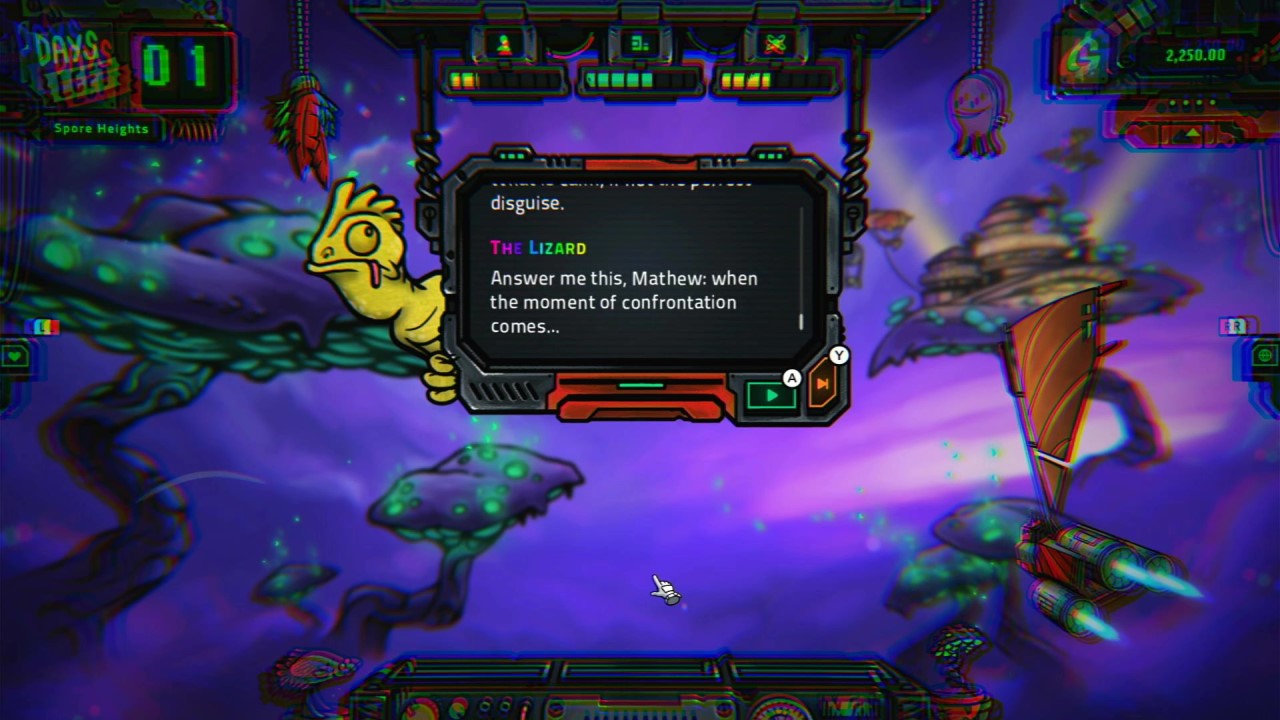 DAYS
LEFT
01
2,250.00
Spore Heights
disguise.
THE LIZARD
Answer me this, Mathew: when
the moment of confrontation
comes...
Y
A
L
R